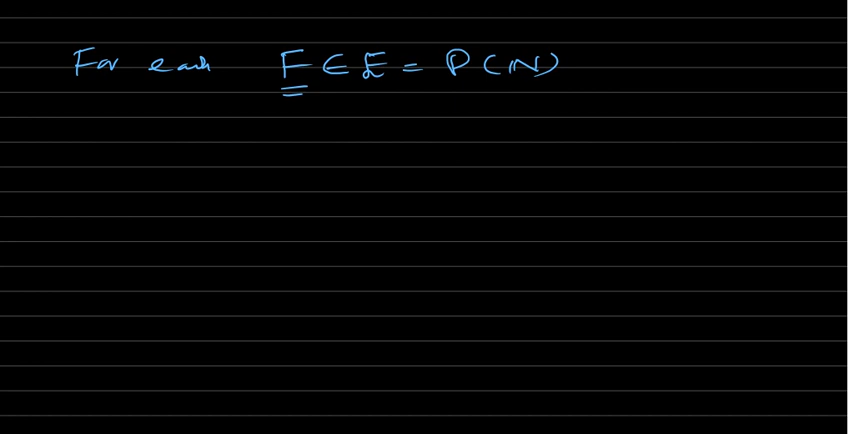 For each F ∈ £ = P(N)